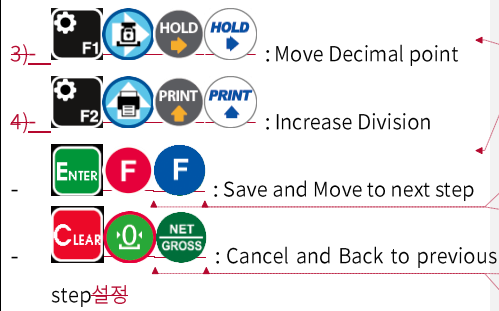 3) F1 HOLD HOLD : Move Decimal point
4) F2 PRINT PRINT : Increase Division
- ENTER F F : Save and Move to next step
- CLEAR 0 NET GROSS : Cancel and Back to previous
step설정